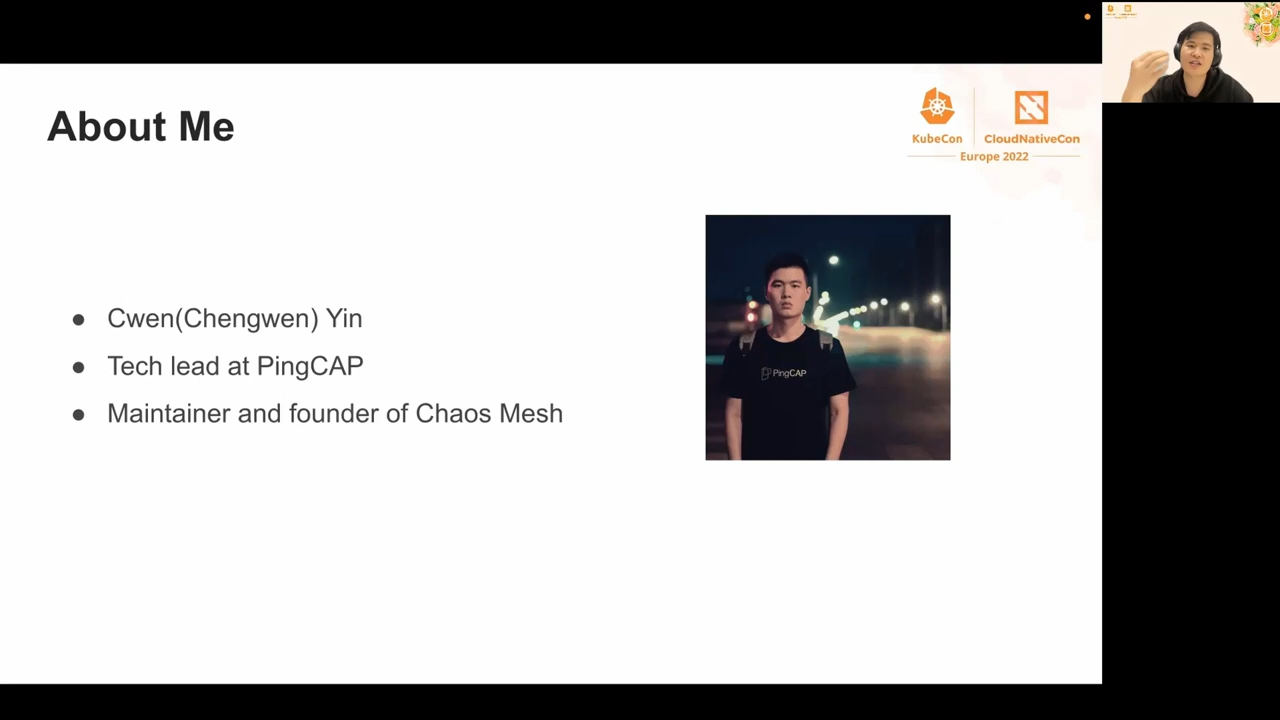 About Me
KubeCon
CloudNativeCon
Europe 2022
Cwen(Chengwen) Yin
Tech lead at PingCAP
Maintainer and founder of Chaos Mesh
PingCAP